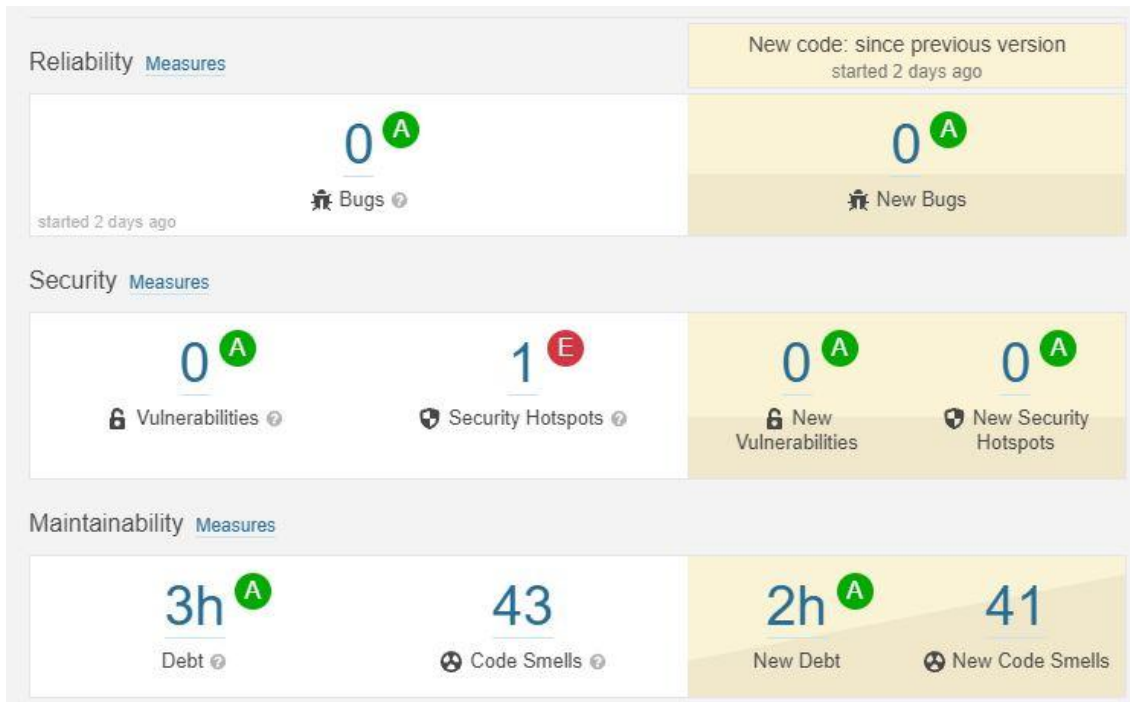 Reliability Measures
New code: since previous version
started 2 days ago
0 A
Bugs ?
started 2 days ago
0 A
New Bugs
Security Measures
0 A
Vulnerabilities ?
1 E
Security Hotspots ?
0 A
New
Vulnerabilities
0 A
New Security
Hotspots
Maintainability Measures
3h A
Debt ?
43
Code Smells ?
2h A
New Debt
41
New Code Smells